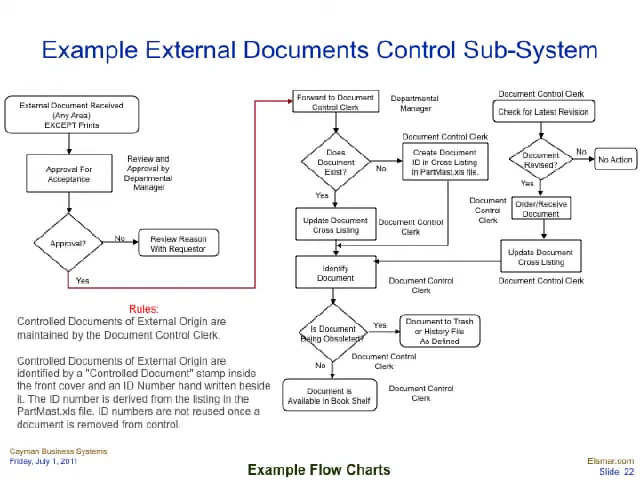 Example External Documents Control Sub-System
External Document Received
(Any Area)
EXCEPT Prints
Approval For
Acceptance
Review and
Approval by
Departmental
Manager
Approval?
No
Review Reason
With Requestor
Yes
Forward to Document
Control Clerk
Departmental
Manager
Does
Document
Exist?
No
Document Control Clerk
Create Document
ID in Cross Listing
In PartMast.xls file.
Yes
Update Document
Cross Listing
Document Control
Clerk
Identify
Document
Document Control
Clerk
Is Document
Being Obsoleted?
Yes
Document to Trash
or History File
As Defined
Document Control
Clerk
No
Document Is
Available In Book Shelf
Document Control
Clerk
Document Control Clerk
Check for Latest Revision
Document
Revised?
No
No Action
Yes
Document
Control
Clerk
Order/Receive
Document
Update Document
Cross Listing
Document Control Clerk
Rules:
Controlled Documents of External Origin are
maintained by the Document Control Clerk.
Controlled Documents of External Origin are
identified by a "Controlled Document" stamp inside
the front cover and an ID Number hand written beside
it. The ID number is derived from the listing in the
PartMast.xls file. ID numbers are not reused once a
document is removed from control.
Cayman Business Systems
Friday, July 1, 2011
Example Flow Charts
Elsmar.com
Slide 22